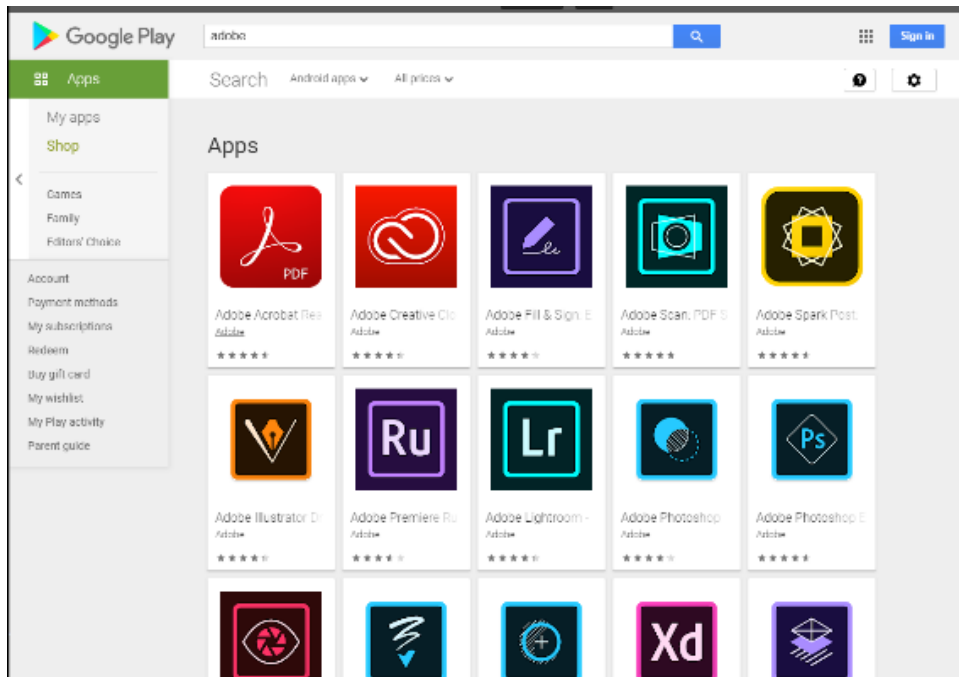 Google Play
adobe
Sign in
Apps
Search
Android apps
All prices
My apps
Shop
Games
Family
Editors' Choice
Account
Payment methods
My subscriptions
Redeem
Buy gift card
My wishlist
My Play activity
Parent guide
Apps
PDF
Adobe Acrobat Rea
Adobe
Adobe Creative Clo
Adobe
Adobe Fill & Sign: E
Adobe
Adobe Scan: PDF S
Adobe
Adobe Spark Post:
Adobe
Ru
Lr
Ps
Adobe Illustrator Dr
Adobe
Adobe Premiere Ru
Adobe
Adobe Lightroom -
Adobe
Adobe Photoshop
Adobe
Adobe Photoshop E
Adobe
Xd